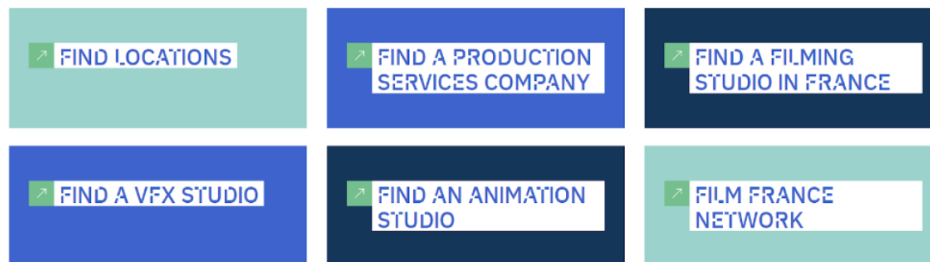 FIND LOCATIONS
FIND A PRODUCTION
SERVICES COMPANY
FIND A FILMING
STUDIO IN FRANCE
FIND A VFX STUDIO
FIND AN ANIMATION
STUDIO
FILM FRANCE
NETWORK